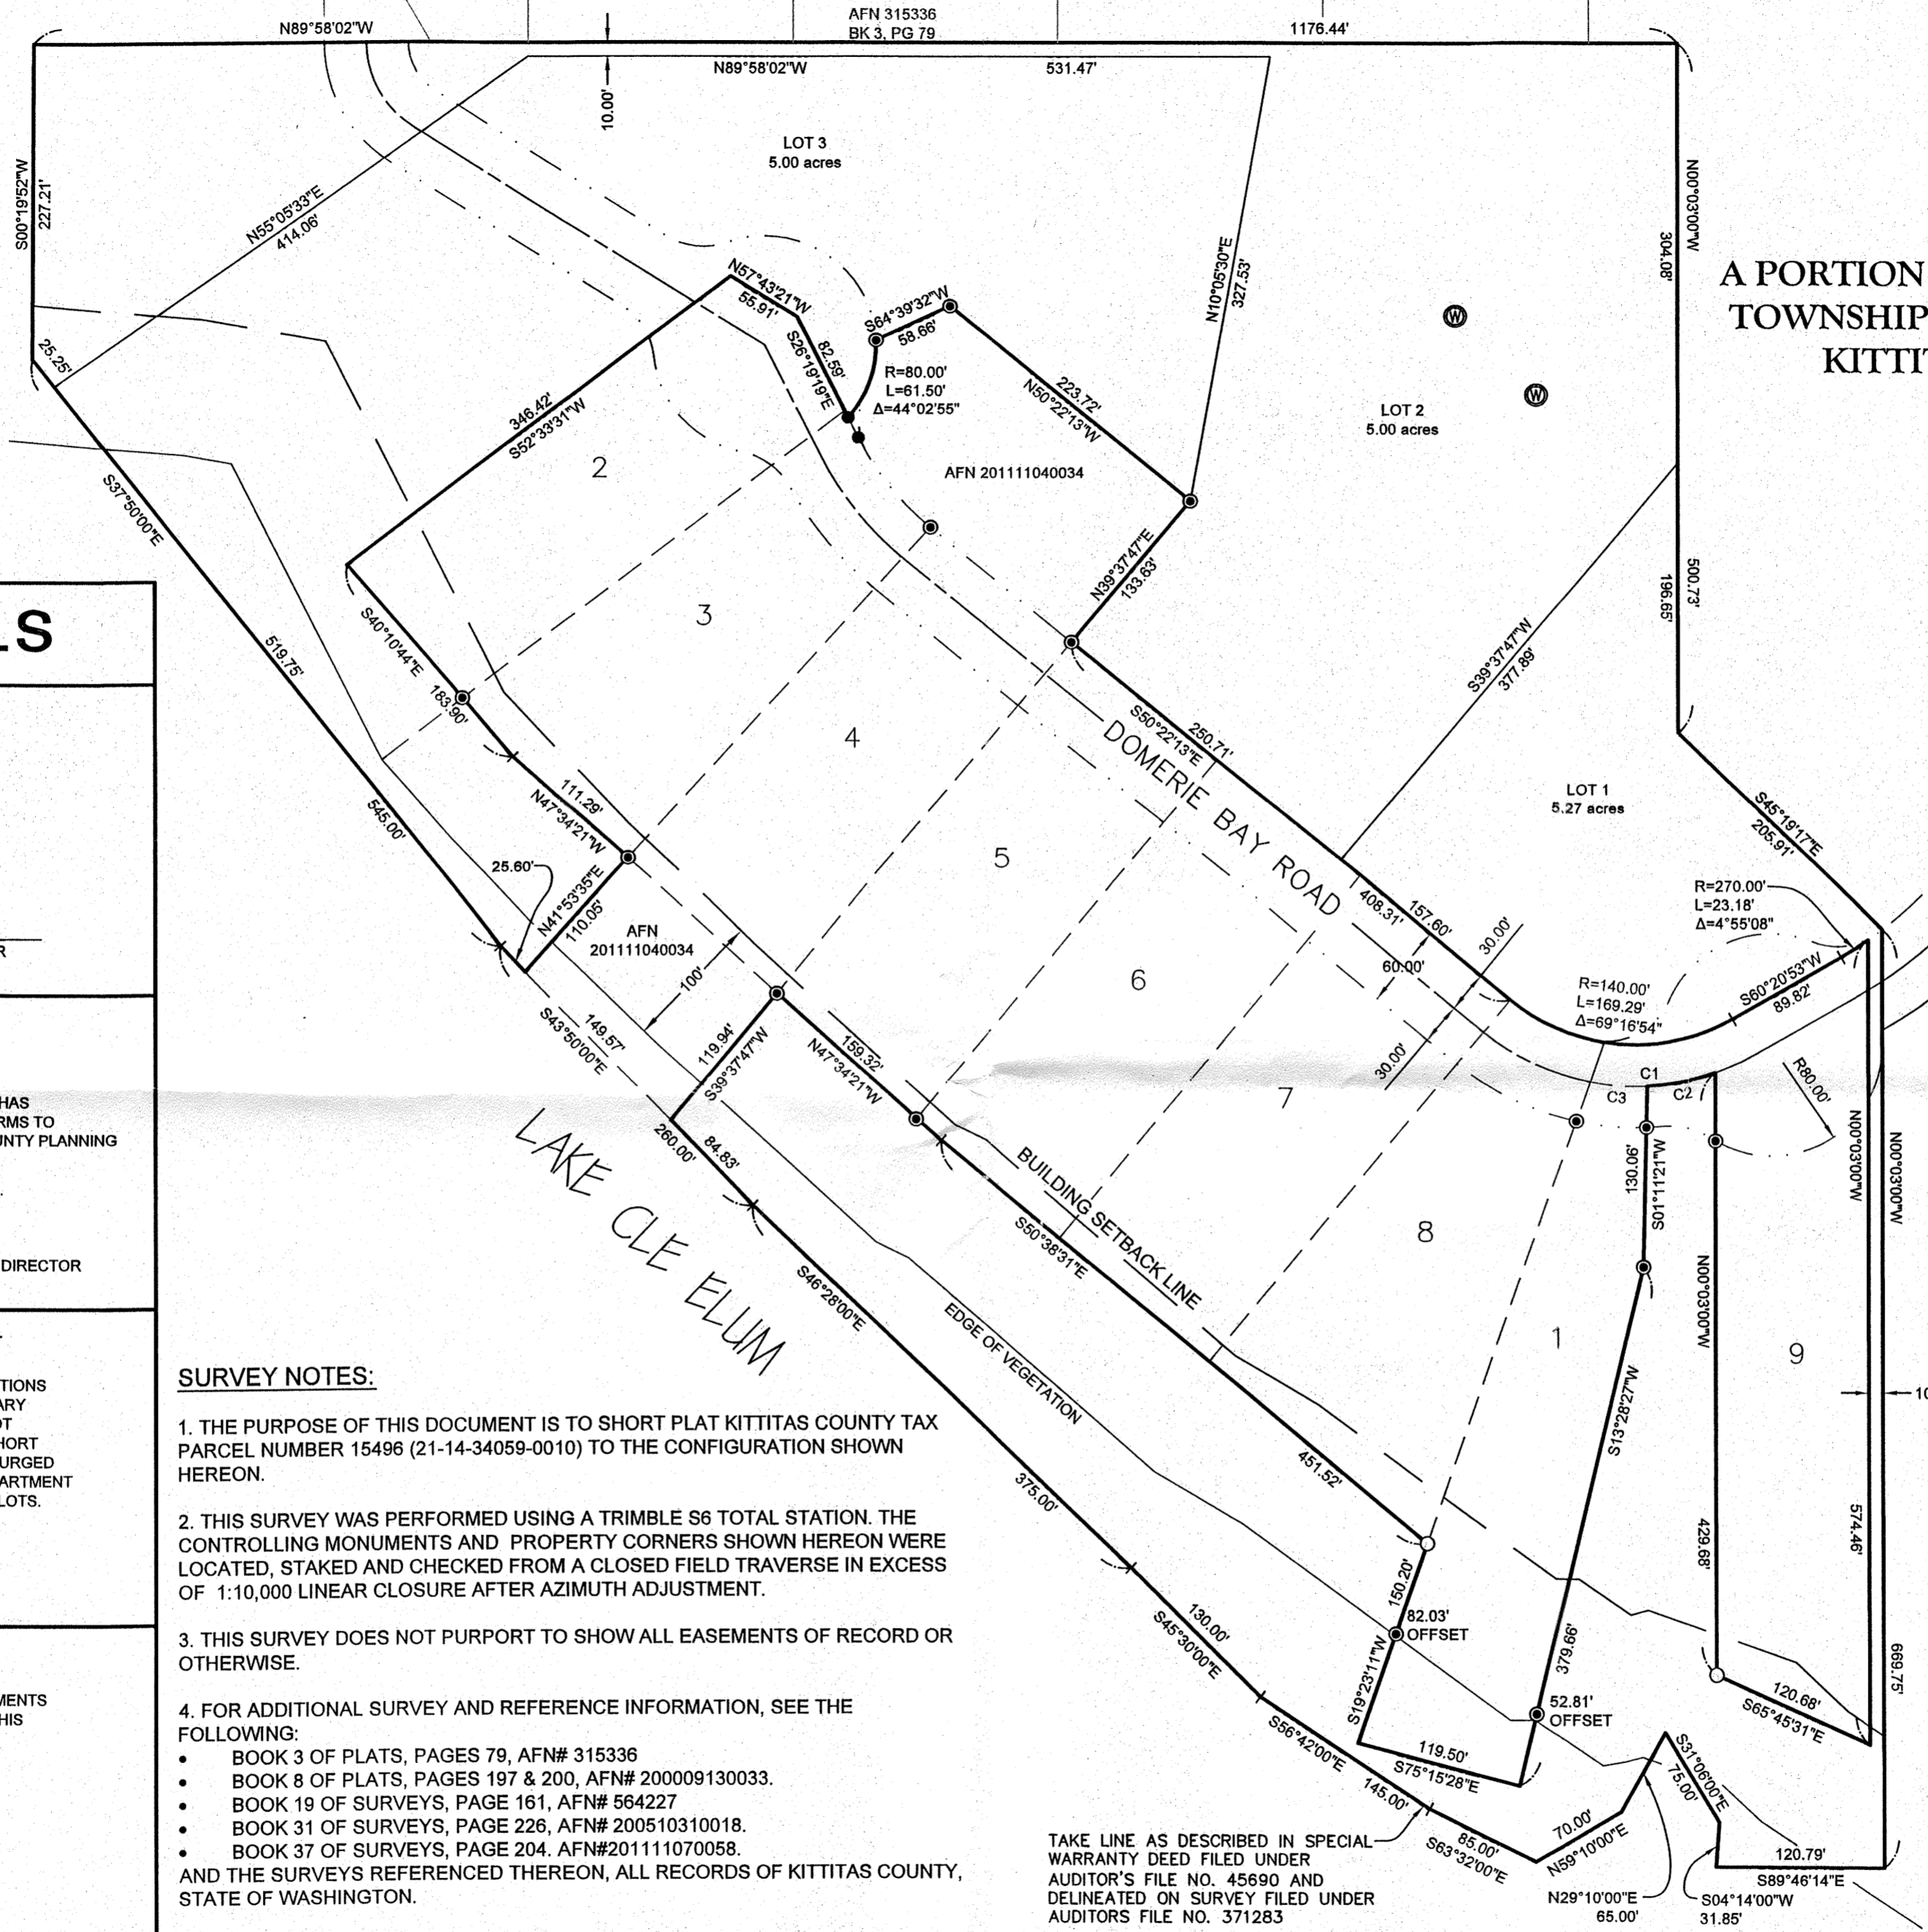 AFN 315336
BK 3, PG 79
N89°58'02"W
1176.44'
N89°58'02"W
531.47'
10.00'
LOT 3
5.00 acres
S00°19'52"W
227.21'
N55°05'33"E
414.06'
N00°03'00"W
304.08'
A PORTION
TOWNSHIP
N10°05'30"E
327.53'
W
W
N57°43'21"W
55.91'
82.59'
S26°19'19"E
S64°39'32"W
58.66'
R=80.00'
L=61.50'
Δ=44°02'55"
25.25'
346.42'
S52°33'31"W
223.72'
N50°22'13"W
LOT 2
5.00 acres
2
AFN 201111040034
S37°50'00"E
519.75'
545.00'
S40°10'44"E
183.90'
3
N39°37'47"E
133.63'
500.73'
196.65'
S39°37'47"W
377.89'
4
250.71'
S50°22'13"E
DOMERIE BAY ROAD
LOT 1
5.27 acres
S45°19'17"E
205.91'
111.29'
N47°34'21"W
25.60'
N41°53'35"E
110.05'
5
R=270.00'
L=23.18'
Δ=4°55'08"
408.31'
157.60'
30.00'
60.00'
30.00'
AFN
201111040034
100'
6
S60°20'53"W
89.82'
R=140.00'
L=169.29'
Δ=69°16'54"
149.57'
S43°50'00"E
119.94'
S39°37'47"W
159.32'
N47°34'21"W
7
C1
C2
C3
R80.00'
260.00'
84.83'
LAKE CLE ELUM
130.06'
S01°11'21"W
N00°03'00"W
N00°03'00"W
BUILDING SETBACK LINE
S50°38'31"E
8
S46°28'00"E
EDGE OF VEGETATION
N00°03'00"W
1
9
S13°28'27"W
10
451.52'
375.00'
429.68'
574.46'
150.20'
82.03'
OFFSET
379.66'
130.00'
S45°30'00"E
S19°23'11"W
669.75'
120.68'
S65°45'31"E
52.81'
OFFSET
S56°42'00"E
145.00'
119.50'
S75°15'28"E
S31°06'00"E
75.00'
85.00'
S63°32'00"E
70.00'
N59°10'00"E
120.79'
S89°46'14"E
N29°10'00"E
65.00'
S04°14'00"W
31.85'
TAKE LINE AS DESCRIBED IN SPECIAL
WARRANTY DEED FILED UNDER
AUDITOR'S FILE NO. 45690 AND
DELINEATED ON SURVEY FILED UNDER
AUDITORS FILE NO. 371283
LS
R
HAS
RMS TO
UNTY PLANNING
DIRECTOR
TIONS
ARY
OT
HORT
URGED
ARTMENT
LOTS.
MENTS
HIS
SURVEY NOTES:
1. THE PURPOSE OF THIS DOCUMENT IS TO SHORT PLAT KITTITAS COUNTY TAX
PARCEL NUMBER 15496 (21-14-34059-0010) TO THE CONFIGURATION SHOWN
HEREON.
2. THIS SURVEY WAS PERFORMED USING A TRIMBLE S6 TOTAL STATION. THE
CONTROLLING MONUMENTS AND PROPERTY CORNERS SHOWN HEREON WERE
LOCATED, STAKED AND CHECKED FROM A CLOSED FIELD TRAVERSE IN EXCESS
OF 1:10,000 LINEAR CLOSURE AFTER AZIMUTH ADJUSTMENT.
3. THIS SURVEY DOES NOT PURPORT TO SHOW ALL EASEMENTS OF RECORD OR
OTHERWISE.
4. FOR ADDITIONAL SURVEY AND REFERENCE INFORMATION, SEE THE
FOLLOWING:
• BOOK 3 OF PLATS, PAGES 79, AFN# 315336
• BOOK 8 OF PLATS, PAGES 197 & 200, AFN# 200009130033.
• BOOK 19 OF SURVEYS, PAGE 161, AFN# 564227
• BOOK 31 OF SURVEYS, PAGE 226, AFN# 200510310018.
• BOOK 37 OF SURVEYS, PAGE 204. AFN#201111070058.
AND THE SURVEYS REFERENCED THEREON, ALL RECORDS OF KITTITAS COUNTY,
STATE OF WASHINGTON.